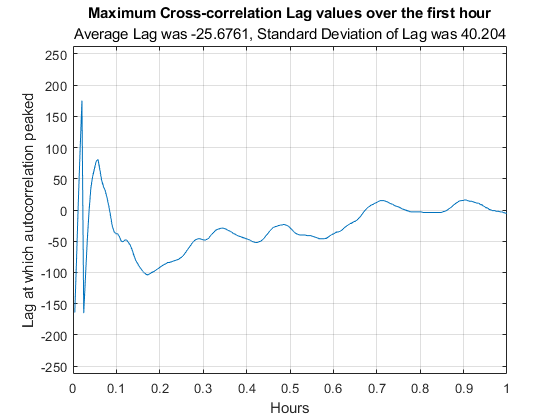 Maximum Cross-correlation Lag values over the first hour
Average Lag was -25.6761, Standard Deviation of Lag was 40.204
Lag at which autocorrelation peaked
250
200
150
100
50
0
-50
-100
-150
-200
-250
0 0.1 0.2 0.3 0.4 0.5 0.6 0.7 0.8 0.9 1
Hours